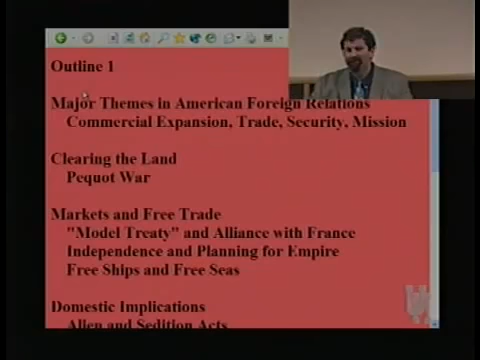 Outline 1
Major Themes in American Foreign Relations
Commercial Expansion, Trade, Security, Mission
Clearing the Land
Pequot War
Markets and Free Trade
"Model Treaty" and Alliance with France
Independence and Planning for Empire
Free Ships and Free Seas
Domestic Implications
Alien and Sedition Acts